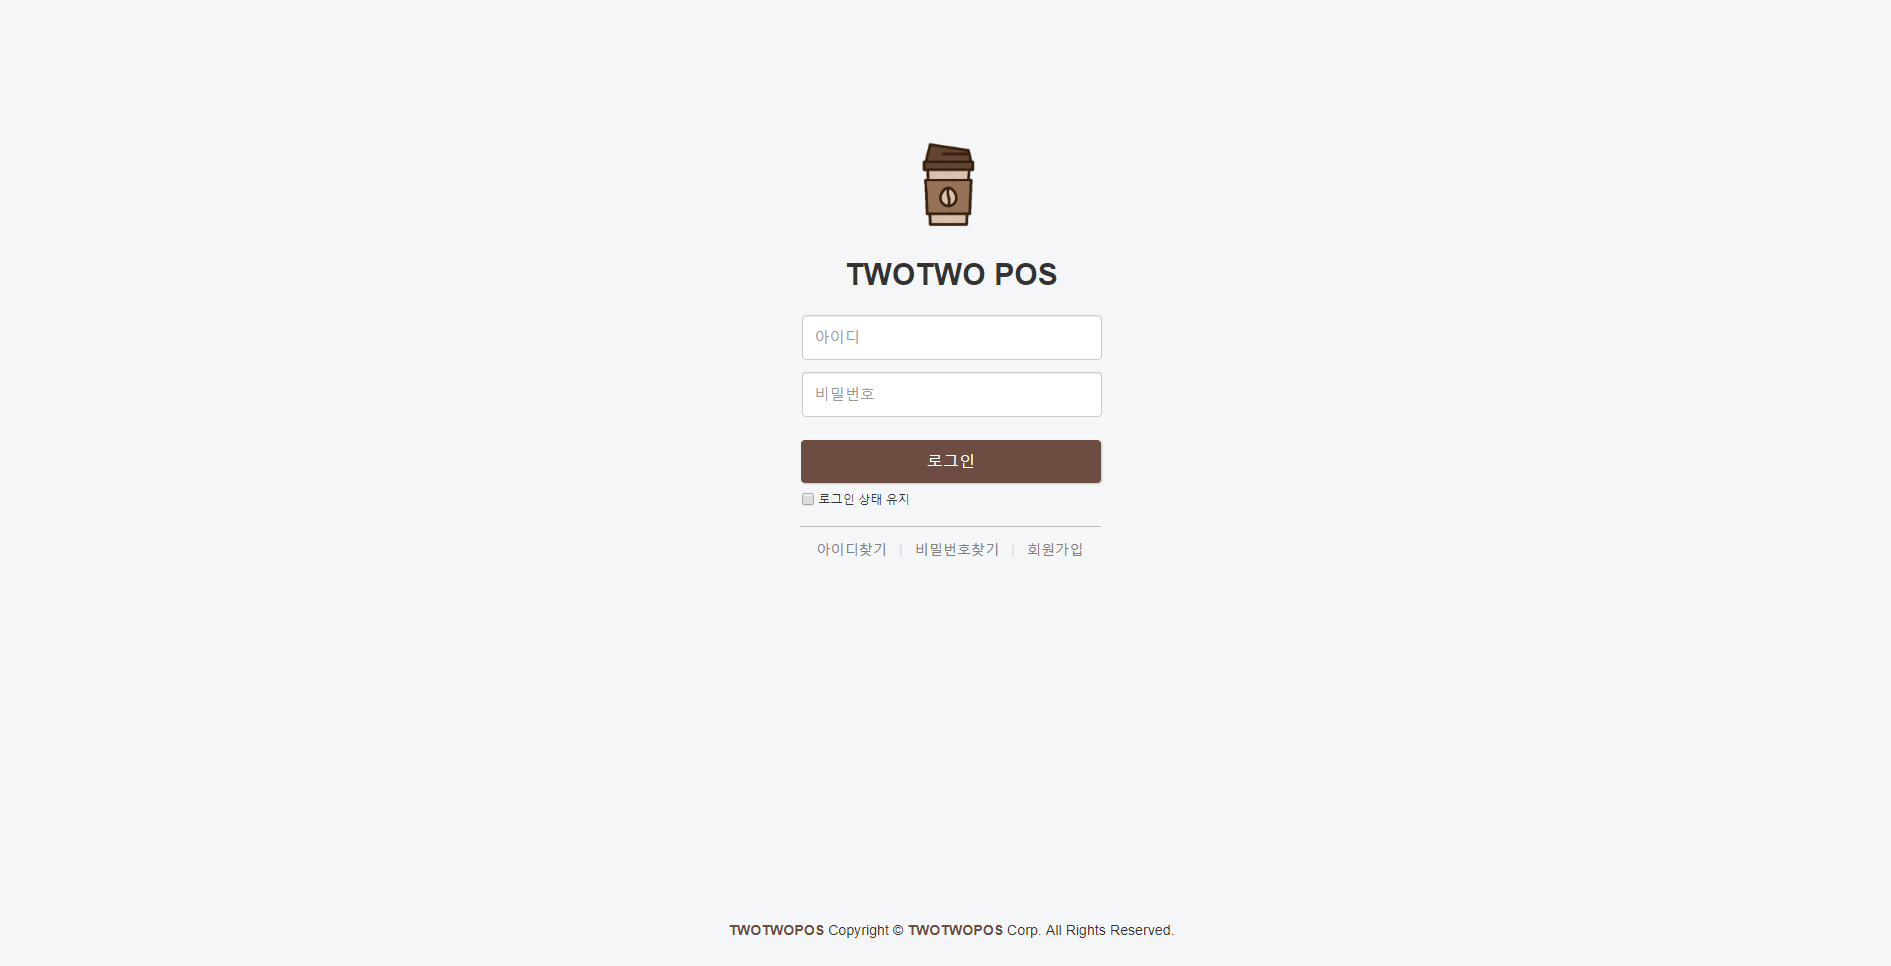 TWOTWO POS
아이디
비밀번호
로그인
로그인 상태 유지
아이디찾기 | 비밀번호찾기 | 회원가입
TWOTWOPOS Copyright © TWOTWOPOS Corp. All Rights Reserved.